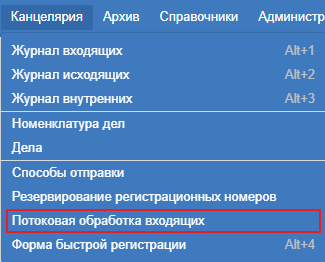 Канцелярия Архив Справочники Администр
Журнал входящих Alt+1
Журнал исходящих Alt+2
Журнал внутренних Alt+3
Номенклатура дел
Дела
Способы отправки
Резервирование регистрационных номеров
Потоковая обработка входящих
Форма быстрой регистрации Alt+4